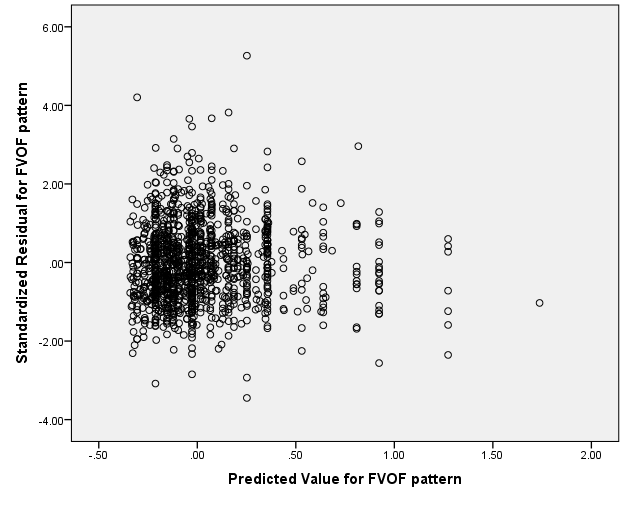 6.00
4.00
2.00
.00
-2.00
-4.00
Standardized Residual for FVOF pattern
-.50 .00 .50 1.00 1.50 2.00
Predicted Value for FVOF pattern